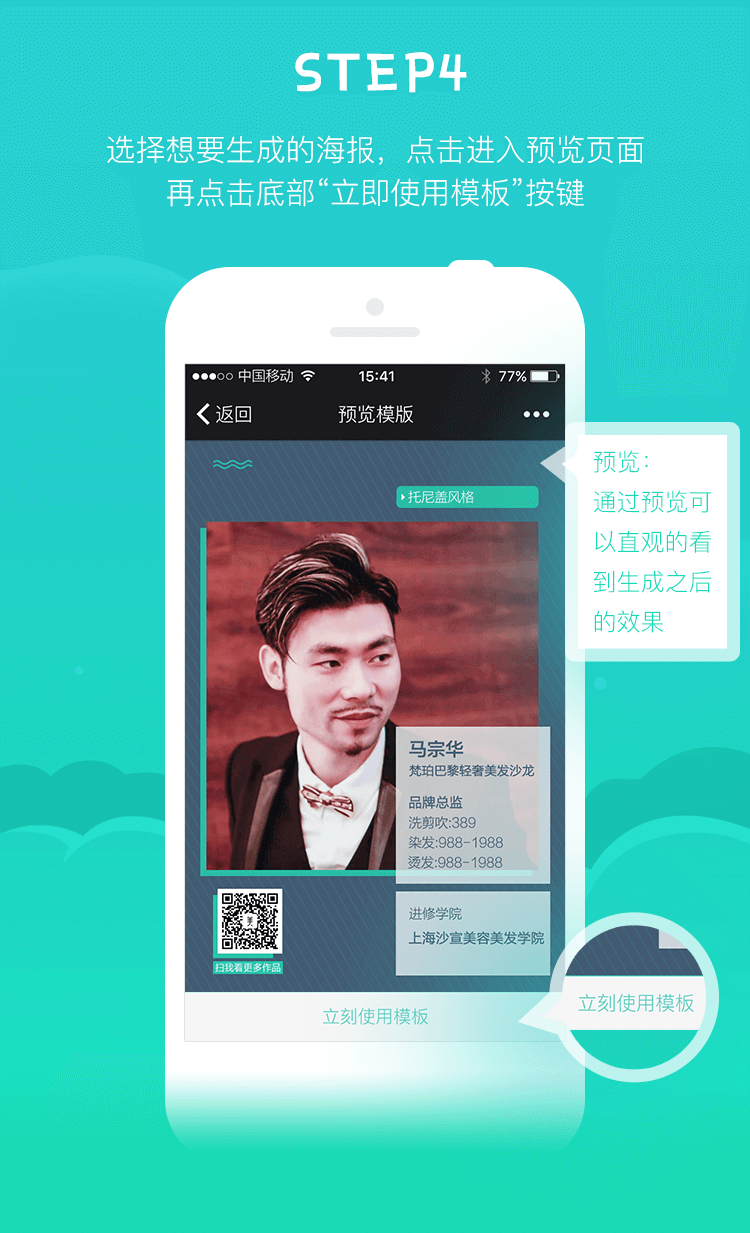 STEP4
选择想要生成的海报，点击进入预览页面
再点击底部“立即使用模板”按键
中国移动 15:41 77%
返回 预览模版
托尼盖风格
预览：
通过预览可
以直观的看
到生成之后
的效果
马宗华
梵珀巴黎轻奢美发沙龙
品牌总监
洗剪吹:389
染发:988-1988
烫发:988-1988
美
扫我看更多作品
进修学院
上海沙宣美容美发学院
立刻使用模板
立刻使用模板